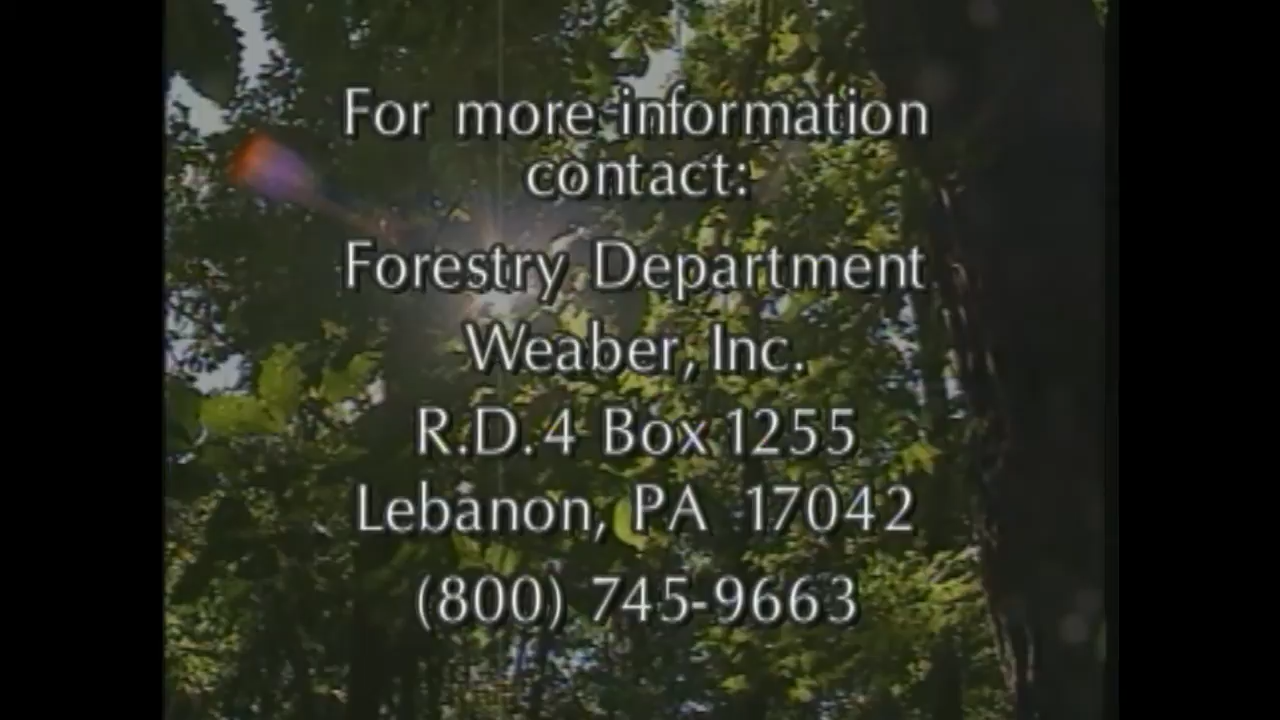 For more information
contact:
Forestry Department
Weaber, Inc.
R.D. 4 Box 1255
Lebanon, PA 17042
(800) 745-9663